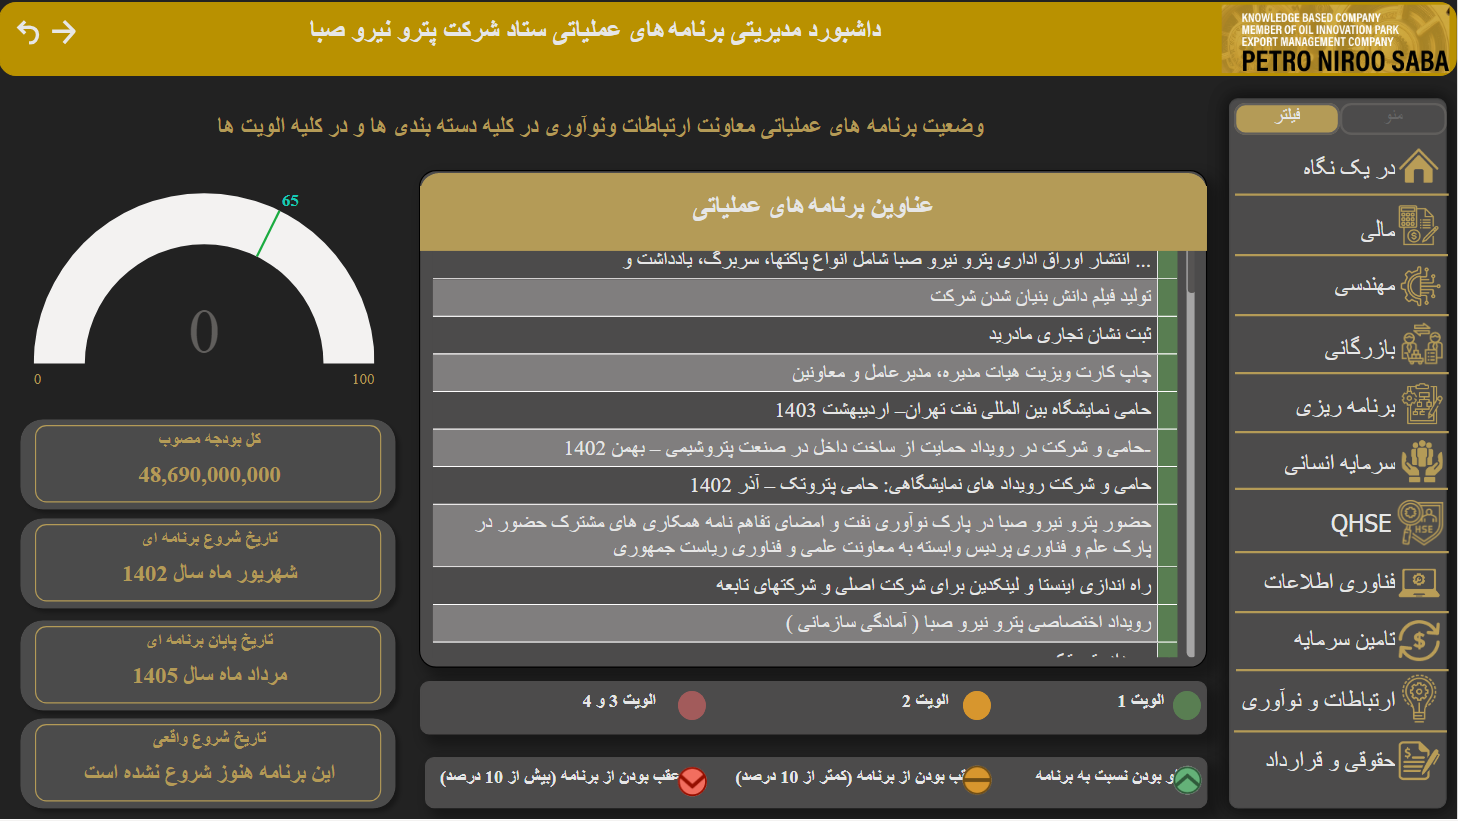 داشبورد مدیریتی برنامه های عملیاتی ستاد شرکت پترو نیرو صبا
KNOWLEDGE BASED COMPANY
MEMBER OF OIL INNOVATION PARK
EXPORT MANAGEMENT COMPANY
PETRO NIROO SABA
منو
فیلتر
در یک نگاه
مالی
مهندسی
بازرگانی
برنامه ریزی
سرمایه انسانی
QHSE
فناوری اطلاعات
تامین سرمایه
ارتباطات و نوآوری
حقوقی و قرارداد
وضعیت برنامه های عملیاتی معاونت ارتباطات ونوآوری در کلیه دسته بندی ها و در کلیه الویت ها
عناوین برنامه های عملیاتی
انتشار اوراق اداری پترو نیرو صبا شامل انواع پاکتها، سربرگ، یادداشت و ...
تولید فیلم دانش بنیان شدن شرکت
ثبت نشان تجاری مادرید
چاپ کارت ویزیت هیات مدیره، مدیرعامل و معاونین
حامی نمایشگاه بین المللی نفت تهران– اردیبهشت 1403
-حامی و شرکت در رویداد حمایت از ساخت داخل در صنعت پتروشیمی – بهمن 1402
حامی و شرکت رویداد های نمایشگاهی: حامی پتروتک – آذر 1402
حضور پترو نیرو صبا در پارک نوآوری نفت و امضای تفاهم نامه همکاری های مشترک حضور در
پارک علم و فناوری پردیس وابسته به معاونت علمی و فناوری ریاست جمهوری
راه اندازی اینستا و لینکدین برای شرکت اصلی و شرکتهای تابعه
رویداد اختصاصی پترو نیرو صبا ( آمادگی سازمانی )
الویت 1
الویت 2
الویت 3 و 4
و بودن نسبت به برنامه
قب بودن از برنامه (کمتر از 10 درصد)
عقب بودن از برنامه (بیش از 10 درصد)
65
0
0
100
کل بودجه مصوب
48,690,000,000
تاریخ شروع برنامه ای
شهریور ماه سال 1402
تاریخ پایان برنامه ای
مرداد ماه سال 1405
تاریخ شروع واقعی
این برنامه هنوز شروع نشده است